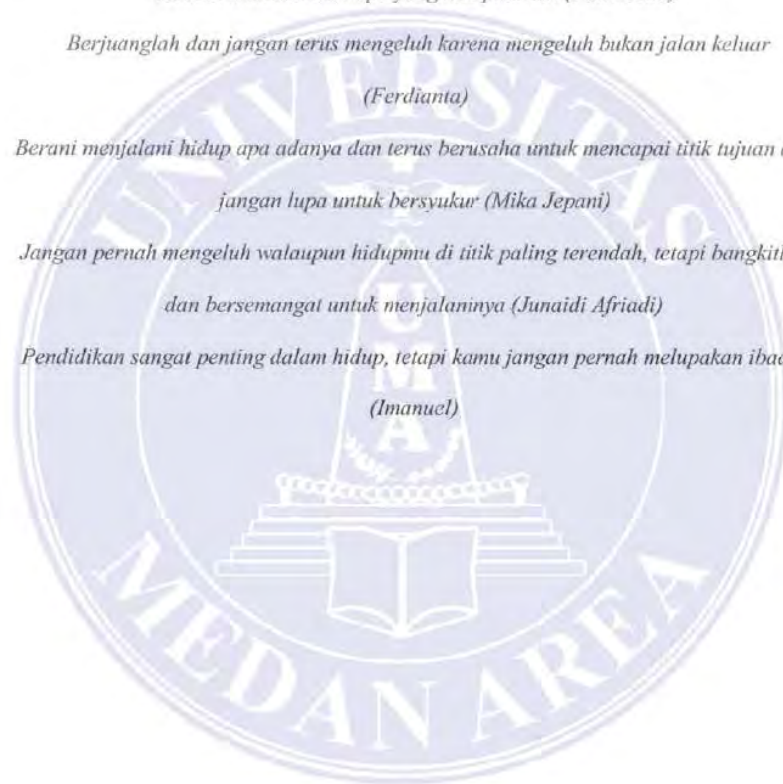 Berjuanglah dan jangan terus mengeluh karena mengeluh bukan jalan keluar
(Ferdianta)
Berani menjalani hidup apa adanya dan terus berusaha untuk mencapai titik tujuan
jangan lupa untuk bersyukur (Mika Jepani)
Jangan pernah mengeluh walaupun hidupmu di titik paling terendah, tetapi
dan bersemangat untuk menjalaninya (Junaidi Afriadi)
Pendidikan sangat penting dalam hidup, tetapi kamu jangan pernah melupakan
(Imanuel)
UNIVERSITAS
UMA
MEDAN AREA